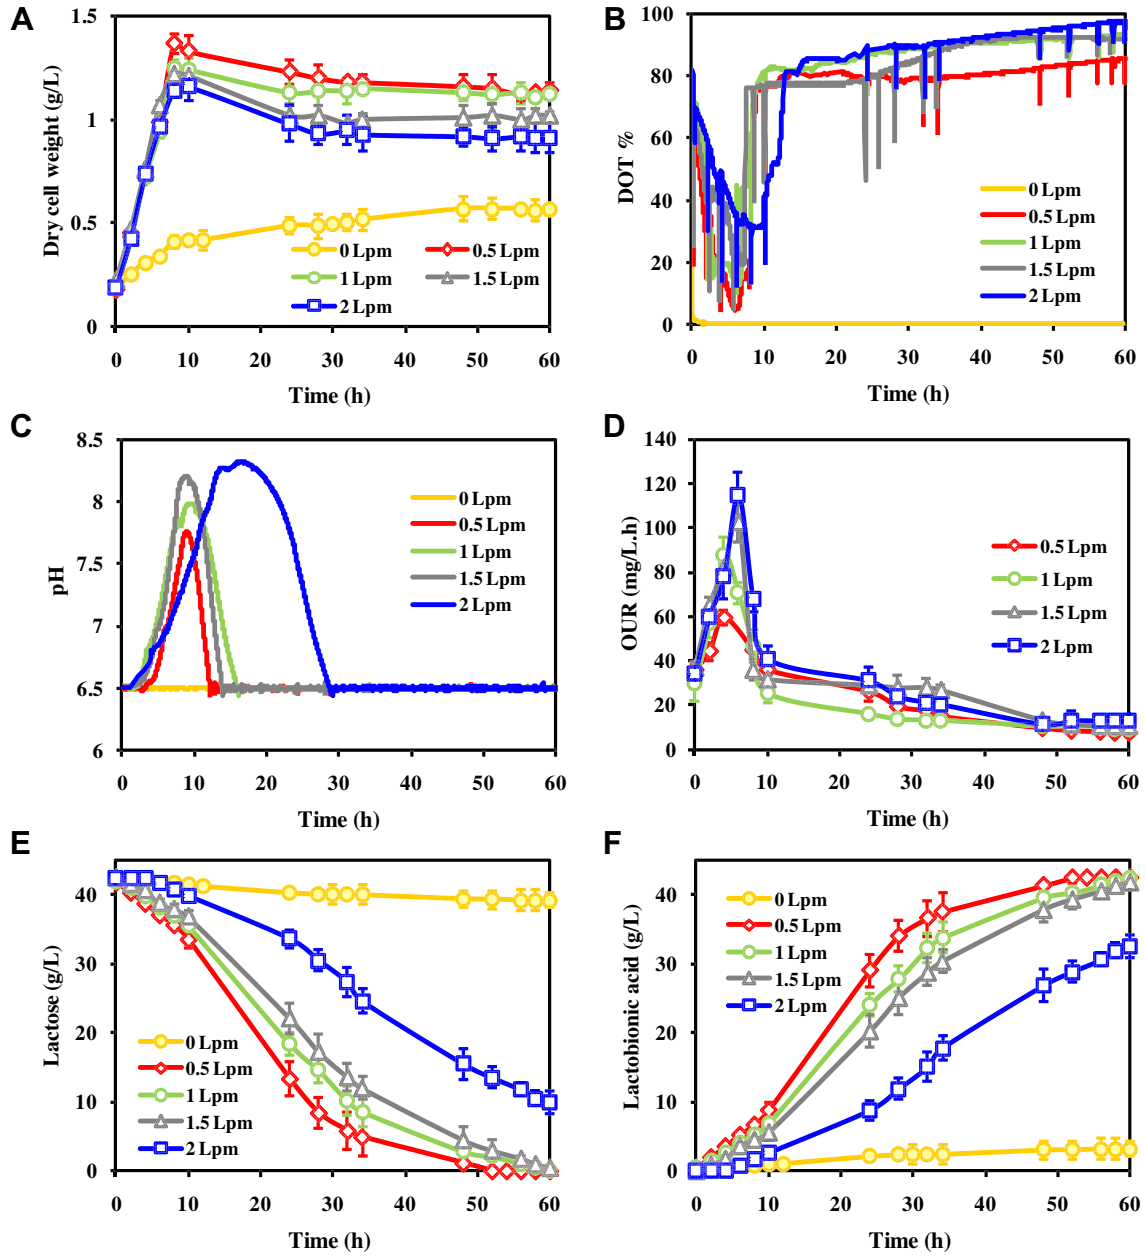 A
Dry cell weight (g/L)
1.5
1
0.5
0
0 Lpm
0.5 Lpm
1 Lpm
1.5 Lpm
2 Lpm
0 10 20 30 40 50 60
Time (h)
B
DOT %
100
80
60
40
20
0
0 Lpm
0.5 Lpm
1 Lpm
1.5 Lpm
2 Lpm
0 10 20 30 40 50 60
Time (h)
C
pH
8.5
8
7.5
7
6.5
6
0 Lpm
0.5 Lpm
1 Lpm
1.5 Lpm
2 Lpm
0 10 20 30 40 50 60
Time (h)
D
OUR (mg/L.h)
140
120
100
80
60
40
20
0
0.5 Lpm
1 Lpm
1.5 Lpm
2 Lpm
0 10 20 30 40 50 60
Time (h)
E
Lactose (g/L)
40
30
20
10
0
0 Lpm
0.5 Lpm
1 Lpm
1.5 Lpm
2 Lpm
0 10 20 30 40 50 60
Time (h)
F
Lactobionic acid (g/L)
40
30
20
10
0
0 Lpm
0.5 Lpm
1 Lpm
1.5 Lpm
2 Lpm
0 10 20 30 40 50 60
Time (h)